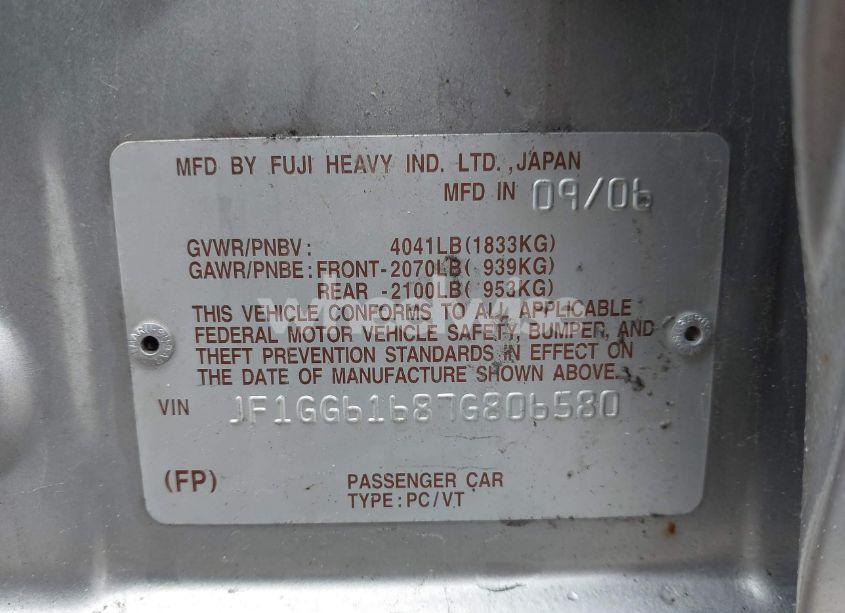 MFD BY FUJI HEAVY IND. LTD.,JAPAN
MFD IN 09/06
GVWR/PNBV: 4041LB(1833KG)
GAWR/PNBE:FRONT-2070LB( 939KG)
REAR -2100LB( 953KG)
THIS VEHICLE CONFORMS TO ALL APPLICABLE
FEDERAL MOTOR VEHICLE SAFETY, BUMPER, AND
THEFT PREVENTION STANDARDS IN EFFECT ON
THE DATE OF MANUFACTURE SHOWN ABOVE.
VIN JF1GG61687G806580
(FP) PASSENGER CAR
TYPE:PC/VT